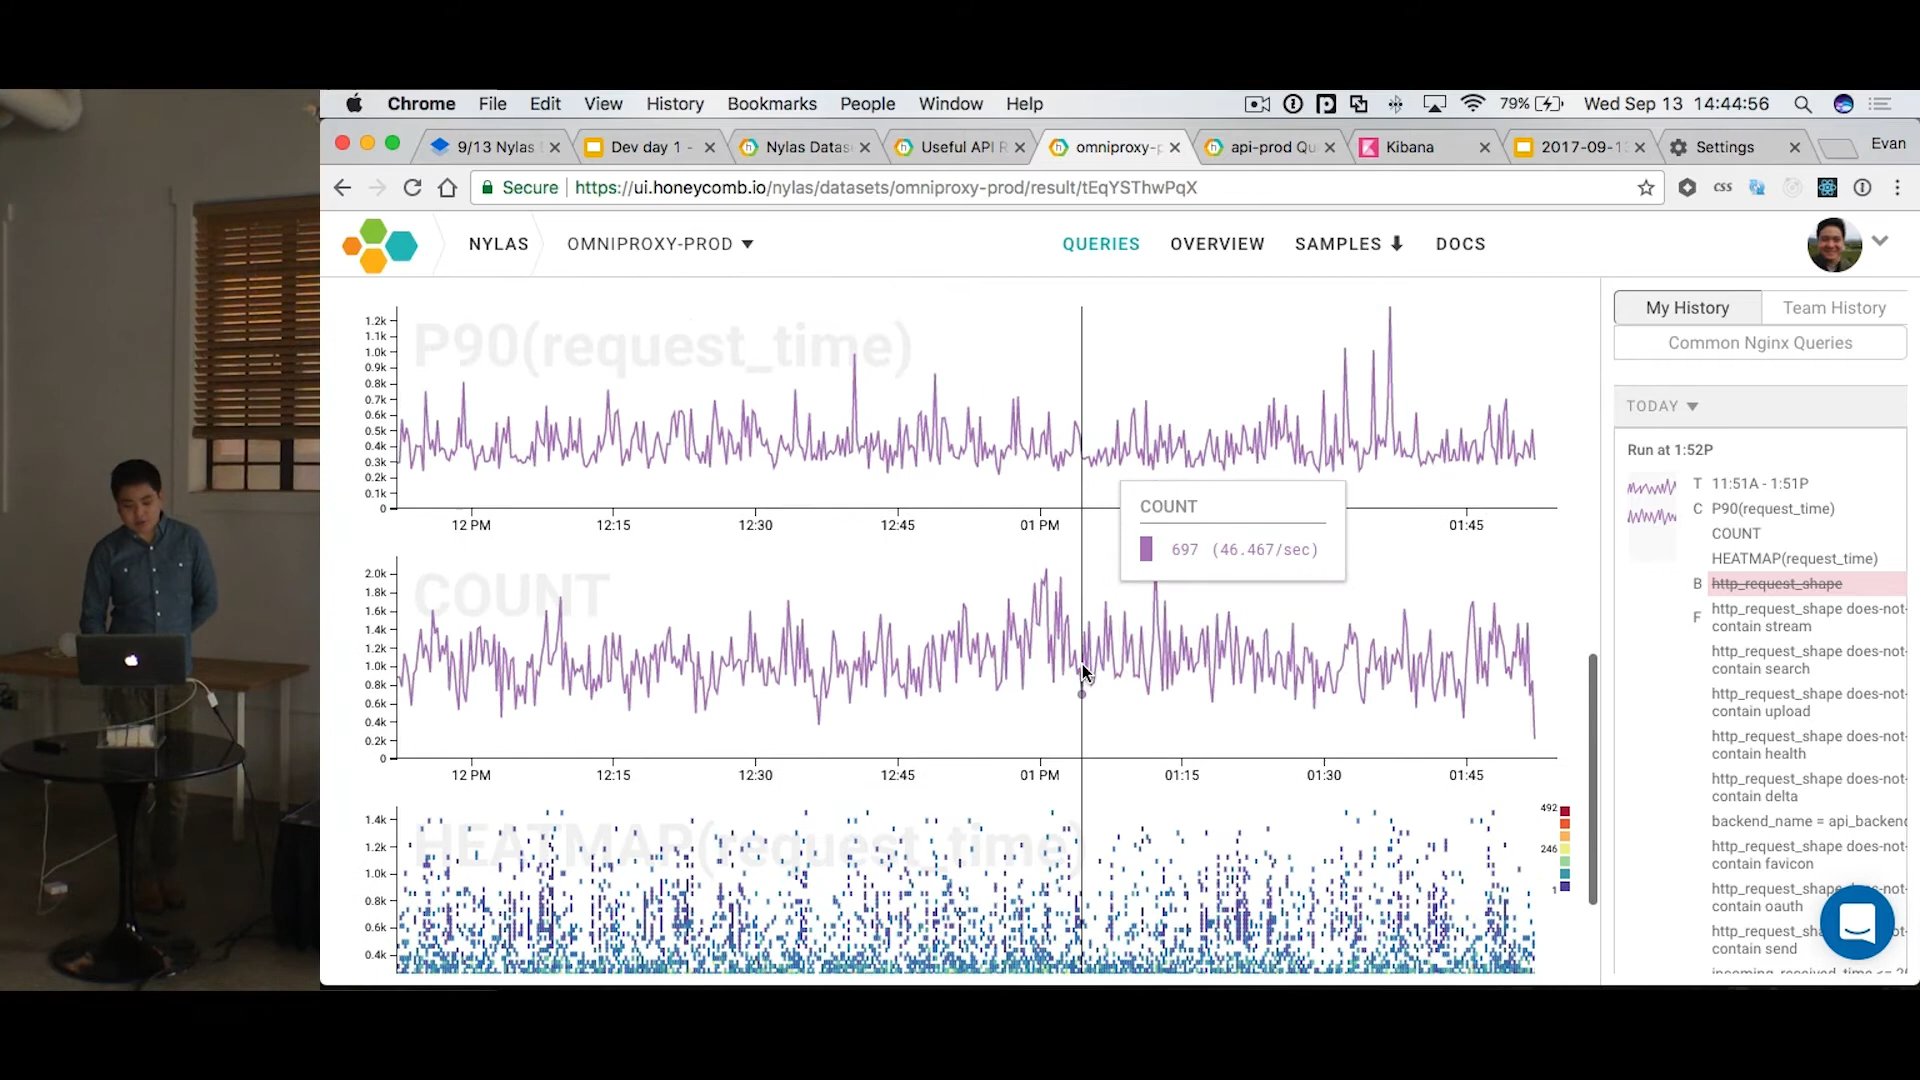 Chrome File Edit View History Bookmarks People Window Help 79% Wed Sep 13 14:44:56
9/13 Nylas Dev day 1 - Nylas Datas Useful API R omniproxy-p api-prod Qu Kibana 2017-09-1 Settings Evan
Secure https://ui.honeycomb.io/nylas/datasets/omniproxy-prod/result/tEqYSThwPqX
CSS
NYLAS OMNIPROXY-PROD QUERIES OVERVIEW SAMPLES DOCS
P90(request_time)
1.2k
1.1k
1.0k
0.9k
0.8k
0.7k
0.6k
0.5k
0.4k
0.3k
0.2k
0.1k
0
12 PM 12:15 12:30 12:45 01 PM 01:45
COUNT
697 (46.467/sec)
COUNT
2.0k
1.8k
1.6k
1.4k
1.2k
1.0k
0.8k
0.6k
0.4k
0.2k
0
12 PM 12:15 12:30 12:45 01 PM 01:15 01:30 01:45
HEATMAP(request_time)
1.4k
1.2k
1.0k
0.8k
0.6k
0.4k
492
246
1
My History Team History
Common Nginx Queries
TODAY
Run at 1:52P
T 11:51A - 1:51P
C P90(request_time)
COUNT
HEATMAP(request_time)
B http_request_shape
F http_request_shape does-not-
contain stream
http_request_shape does-not-
contain search
http_request_shape does-not-
contain upload
http_request_shape does-not-
contain health
http_request_shape does-not-
contain delta
backend_name = api_backend
http_request_shape does-not-
contain favicon
http_request_shape does-not-
contain oauth
http_request_sha does-not-
contain send